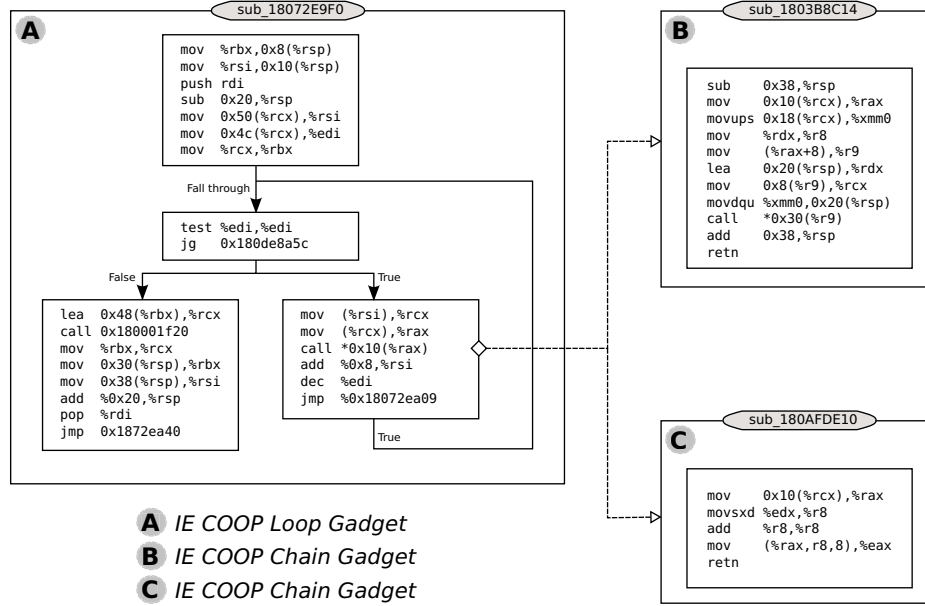 sub_18072E9F0
A
mov %rbx,0x8(%rsp)
mov %rsi,0x10(%rsp)
push rdi
sub 0x20,%rsp
mov 0x50(%rcx),%rsi
mov 0x4c(%rcx),%edi
mov %rcx,%rbx
Fall through
test %edi,%edi
jg 0x180de8a5c
False
True
lea 0x48(%rbx),%rcx
call 0x180001f20
mov %rbx,%rcx
mov 0x30(%rsp),%rbx
mov 0x38(%rsp),%rsi
add %0x20,%rsp
pop %rdi
jmp 0x1872ea40
mov (%rsi),%rcx
mov (%rcx),%rax
call *0x10(%rax)
add %0x8,%rsi
dec %edi
jmp %0x18072ea09
True
sub_1803B8C14
B
sub 0x38,%rsp
mov 0x10(%rcx),%rax
movups 0x18(%rcx),%xmm0
mov %rdx,%r8
mov (%rax+8),%r9
lea 0x20(%rsp),%rdx
mov 0x8(%r9),%rcx
movdqu %xmm0,0x20(%rsp)
call *0x30(%r9)
add 0x38,%rsp
retn
sub_180AFDE10
C
mov 0x10(%rcx),%rax
movsxd %edx,%r8
add %r8,%r8
mov (%rax,r8,8),%eax
retn
A IE COOP Loop Gadget
B IE COOP Chain Gadget
C IE COOP Chain Gadget